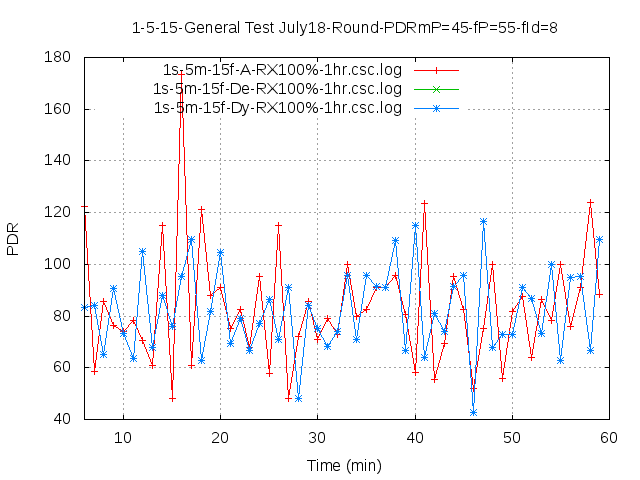 1-5-15-General Test July18-Round-PDRmP=45-fP=55-fId=8
180
160
140
120
100
80
60
40
PDR
1s-5m-15f-A-RX100%-1hr.csc.log
1s-5m-15f-De-RX100%-1hr.csc.log
1s-5m-15f-Dy-RX100%-1hr.csc.log
10 20 30 40 50 60
Time (min)